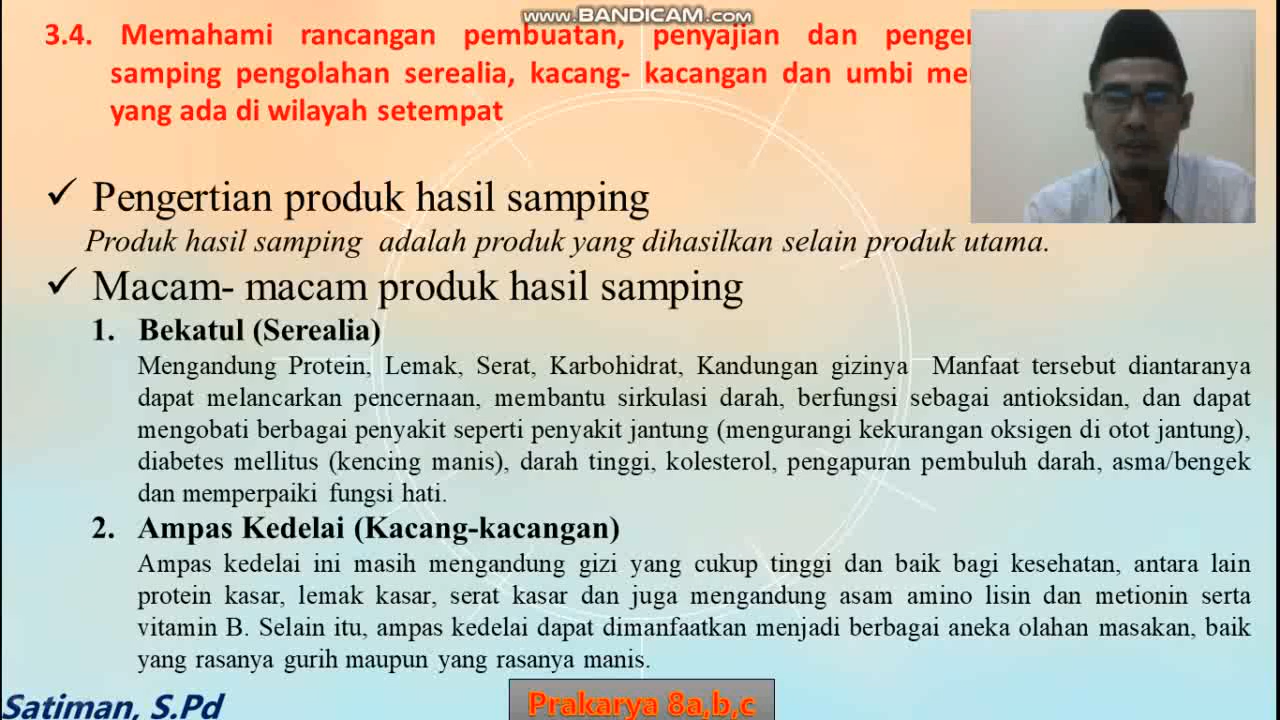 www.BANDICAM.com
3.4. Memahami rancangan pembuatan, penyajian dan
samping pengolahan serealia, kacang- kacangan dan umbi
yang ada di wilayah setempat
✓ Pengertian produk hasil samping
Produk hasil samping adalah produk yang dihasilkan selain produk utama.
✓ Macam- macam produk hasil samping
1. Bekatul (Serealia)
Mengandung Protein, Lemak, Serat, Karbohidrat, Kandungan gizinya Manfaat tersebut diantaranya
dapat melancarkan pencernaan, membantu sirkulasi darah, berfungsi sebagai antioksidan, dan dapat
mengobati berbagai penyakit seperti penyakit jantung (mengurangi kekurangan oksigen di otot jantung),
diabetes mellitus (kencing manis), darah tinggi, kolesterol, pengapuran pembuluh darah, asma/bengek
dan memperpaiki fungsi hati.
2. Ampas Kedelai (Kacang-kacangan)
Ampas kedelai ini masih mengandung gizi yang cukup tinggi dan baik bagi kesehatan, antara lain
protein kasar, lemak kasar, serat kasar dan juga mengandung asam amino lisin dan metionin serta
vitamin B. Selain itu, ampas kedelai dapat dimanfaatkan menjadi berbagai aneka olahan masakan, baik
yang rasanya gurih maupun yang rasanya manis.
Satiman, S.Pd
Prakarya 8a,b,c